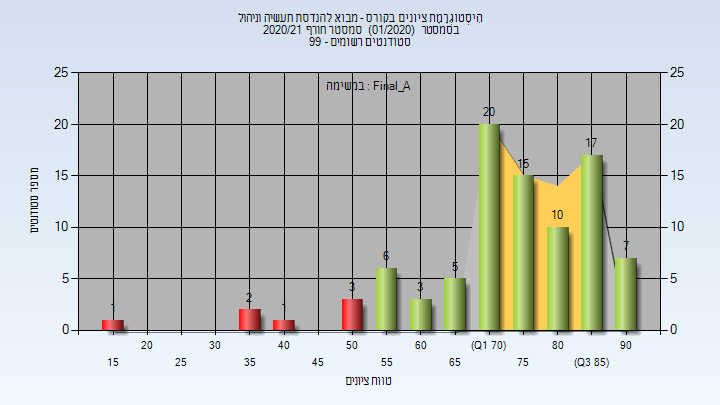 היסטוגרמת ציונים בקורס - מבוא להנדסת תעשיה וניהול
בסמסטר (01/2020) סמסטר חורף 2020/21
סטודנטים רשומים - 99
Final_A : במשימה
25 25
20 20
15 15
10 10
5 5
0 0
מספר סטודנטים
1 2 1 3 6 3 5 20 15 10 17 7
20 30 40 50 60 (Q1 70) 80 90
15 25 35 45 55 65 75 (Q3 85)
טווח ציונים